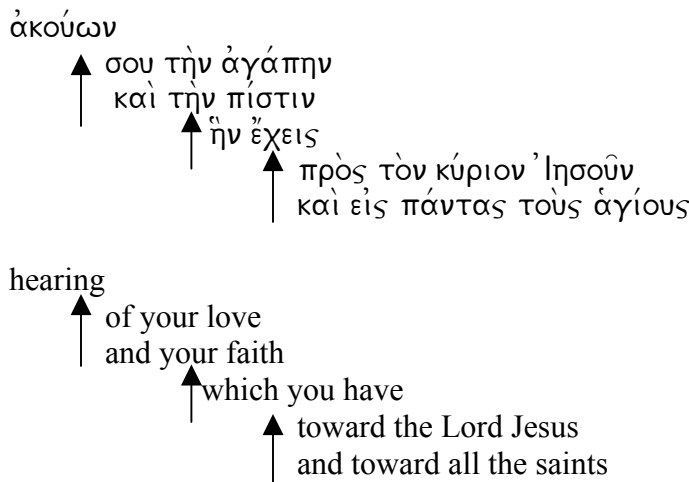 ἀκούων
σου τὴν ἀγάπην
καὶ τὴν πίστιν
ἣν ἔχεις
πρὸς τὸν κύριον Ἰησοῦν
καὶ εἰς πάντας τοὺς ἁγίους
hearing
of your love
and your faith
which you have
toward the Lord Jesus
and toward all the saints